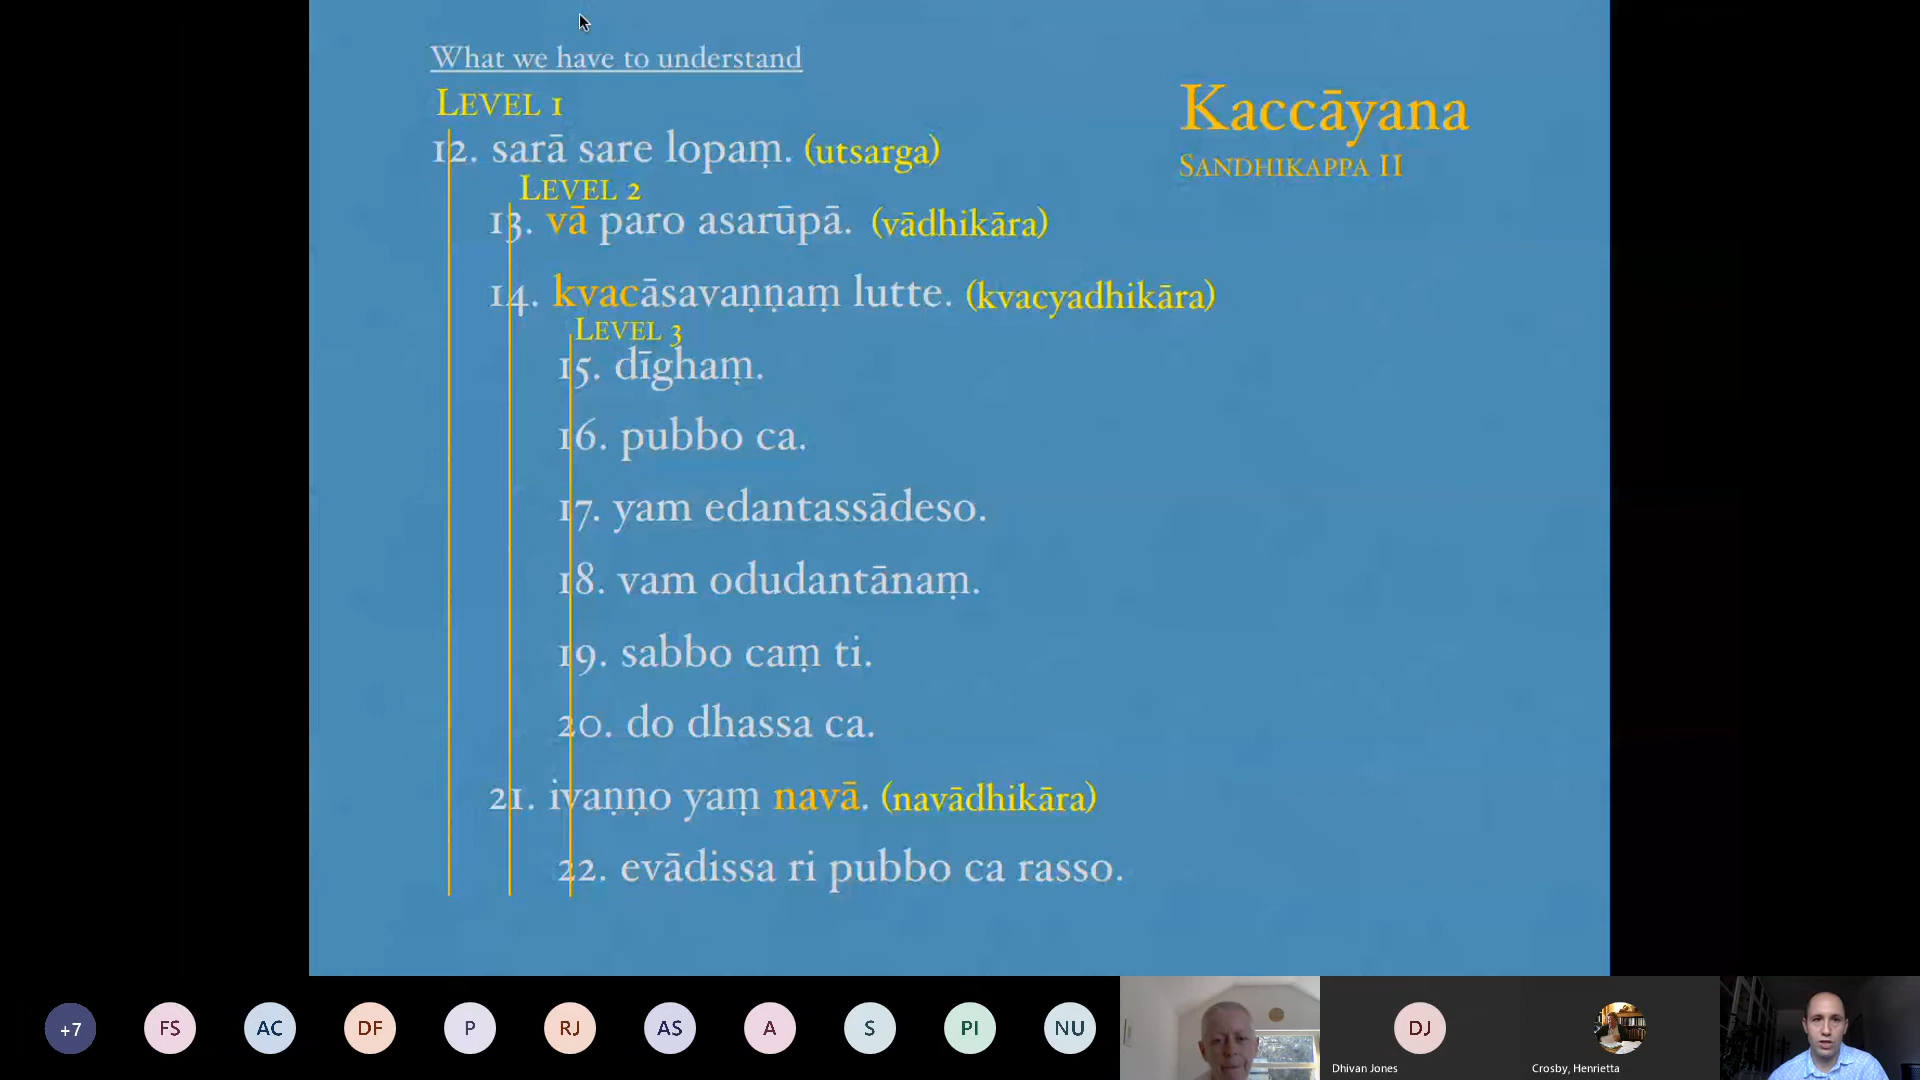 What we have to understand
LEVEL 1
Kaccāyana
SANDHIKAPPA II
12. sarā sare lopaṃ. (utsarga)
LEVEL 2
13. vā paro asarūpā. (vādhikāra)
14. kvacāsavaṇṇaṃ lutte. (kvacyadhikāra)
LEVEL 3
15. dīghaṃ.
16. pubbo ca.
17. yam edantassādeso.
18. vam odudantānaṃ.
19. sabbo caṃ ti.
20. do dhassa ca.
21. ivaṇṇo yaṃ navā. (navādhikāra)
22. evādissa ri pubbo ca rasso.
+7 FS AC DF P RJ AS A S PI NU DJ
Dhivan Jones
Crosby, Henrietta